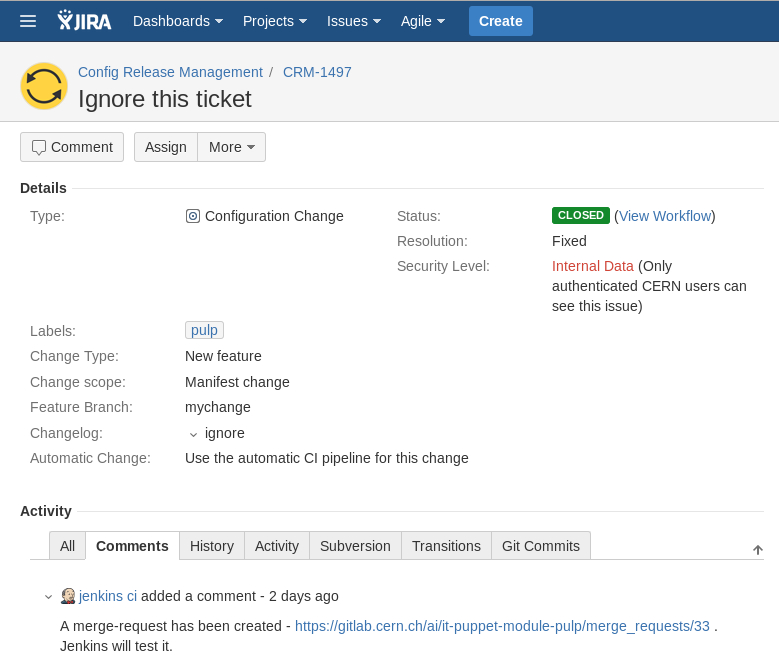 JIRA Dashboards Projects Issues Agile Create
Config Release Management / CRM-1497
Ignore this ticket
Comment Assign More
Details
Type: Configuration Change Status: CLOSED (View Workflow)
Resolution: Fixed
Security Level: Internal Data (Only
authenticated CERN users can
see this issue)
Labels: pulp
Change Type: New feature
Change scope: Manifest change
Feature Branch: mychange
Changelog: ignore
Automatic Change: Use the automatic CI pipeline for this change
Activity
All Comments History Activity Subversion Transitions Git Commits
jenkins ci added a comment - 2 days ago
A merge-request has been created - https://gitlab.cern.ch/ai/it-puppet-module-pulp/merge_requests/33 .
Jenkins will test it.